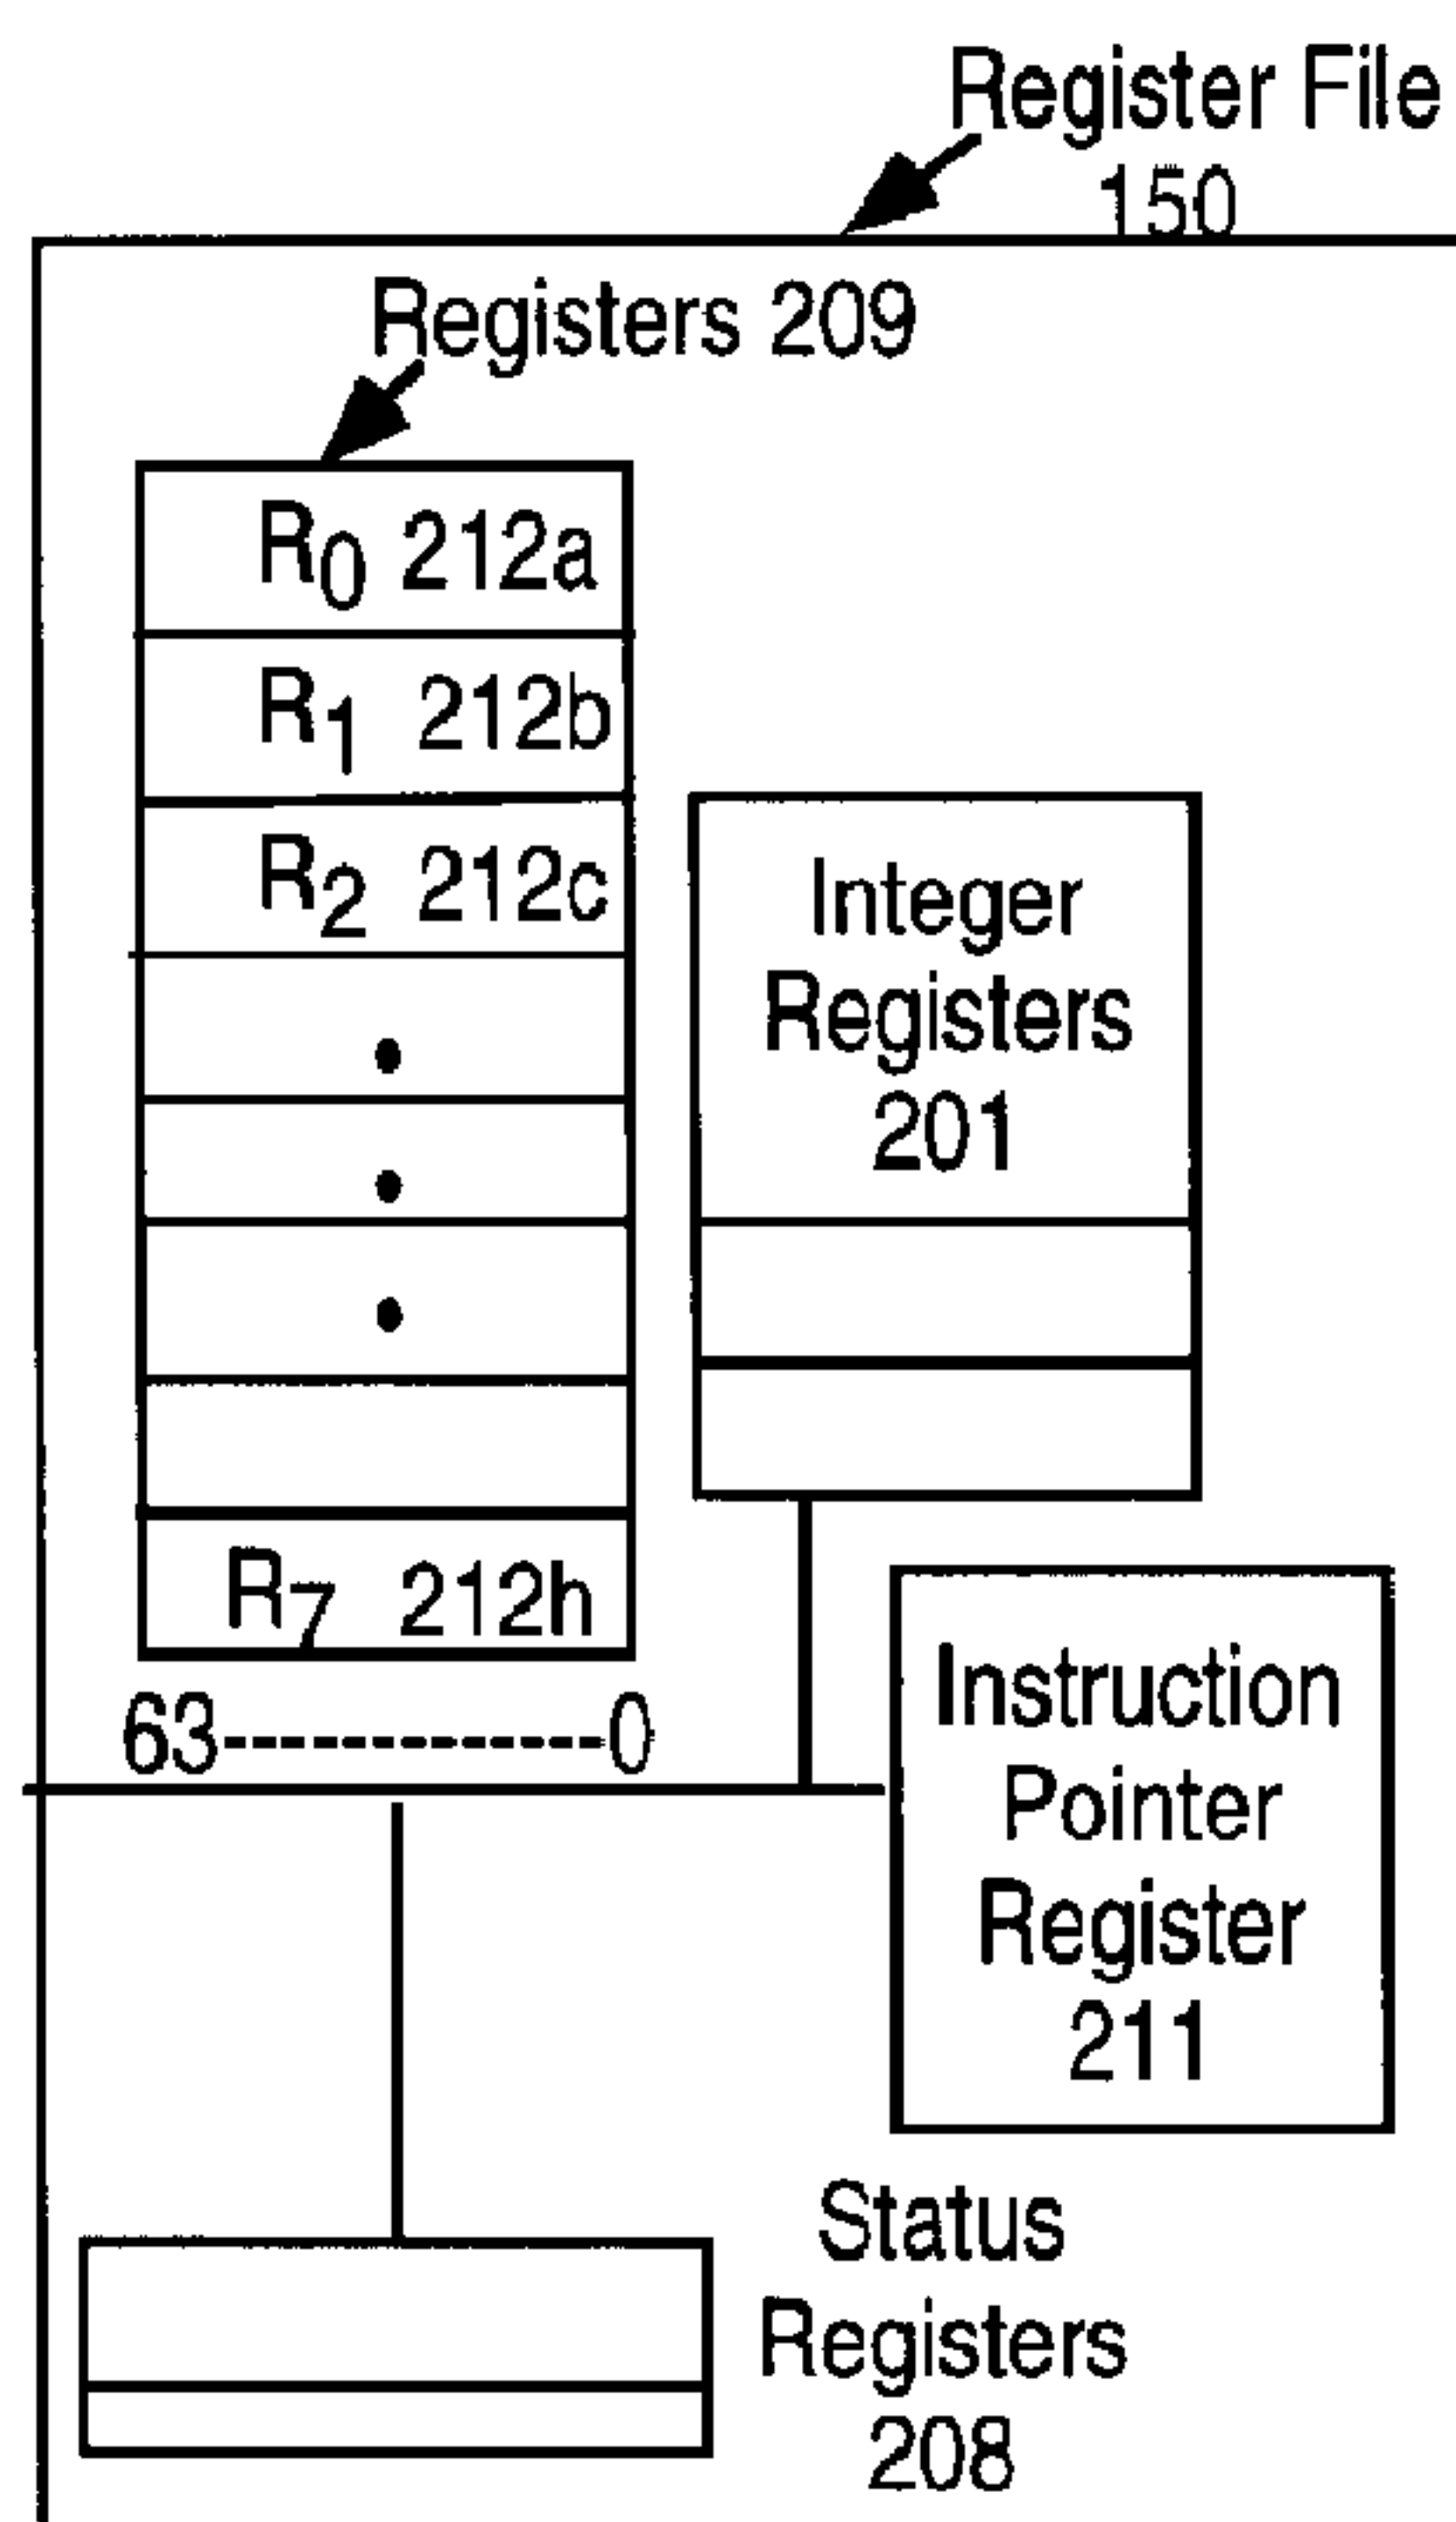 Register File
150
Registers 209
R0 212a
R1 212b
R2 212c
Integer
Registers
201
R7 212h
63-------------0
Instruction
Pointer
Register
211
Status
Registers
208